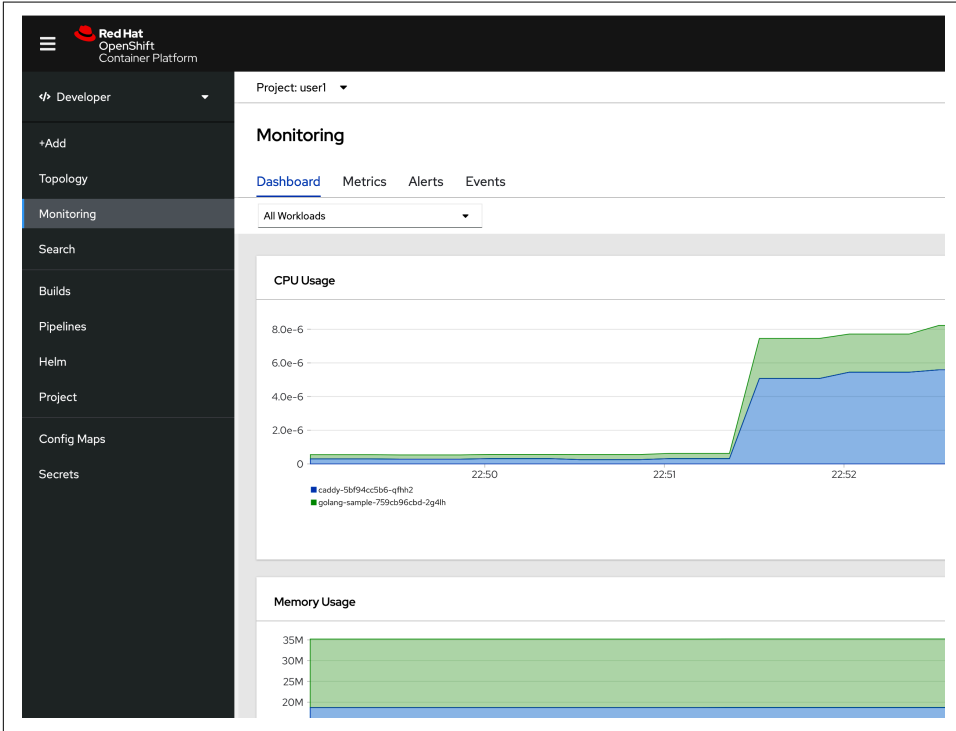 Red Hat
OpenShift
Container Platform
Developer
+Add
Topology
Monitoring
Search
Builds
Pipelines
Helm
Project
Config Maps
Secrets
Project: user1
Monitoring
Dashboard Metrics Alerts Events
All Workloads
CPU Usage
8.0e-6
6.0e-6
4.0e-6
2.0e-6
0
22:50 22:51 22:52
caddy-5bf94cc5b6-qfhh2
golang-sample-759cb96cbd-2g4lh
Memory Usage
35M
30M
25M
20M